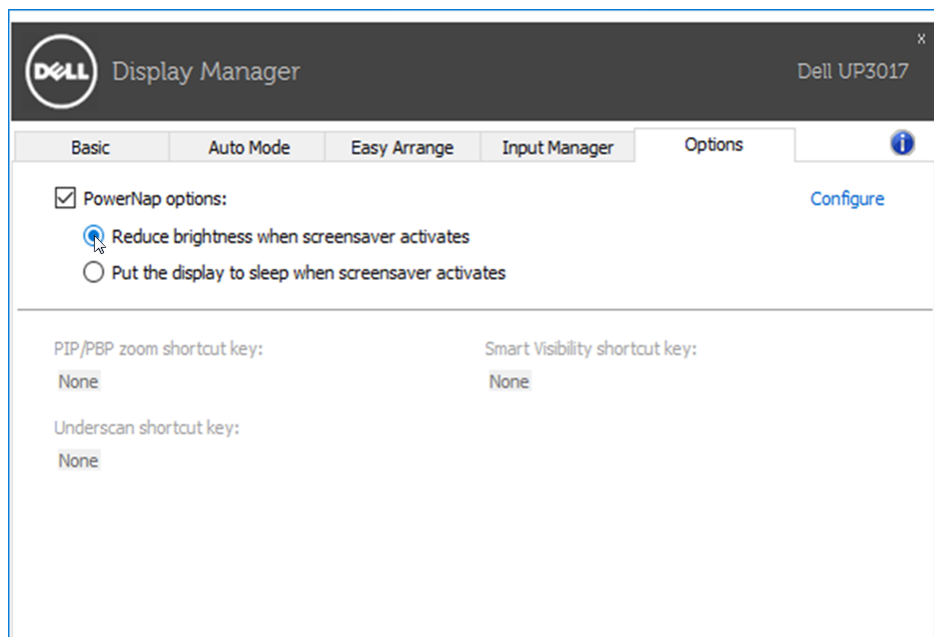 x
DELL Display Manager Dell UP3017
Basic Auto Mode Easy Arrange Input Manager Options i
PowerNap options: Configure
Reduce brightness when screensaver activates
Put the display to sleep when screensaver activates
PIP/PBP zoom shortcut key: Smart Visibility shortcut key:
None None
Underscan shortcut key:
None